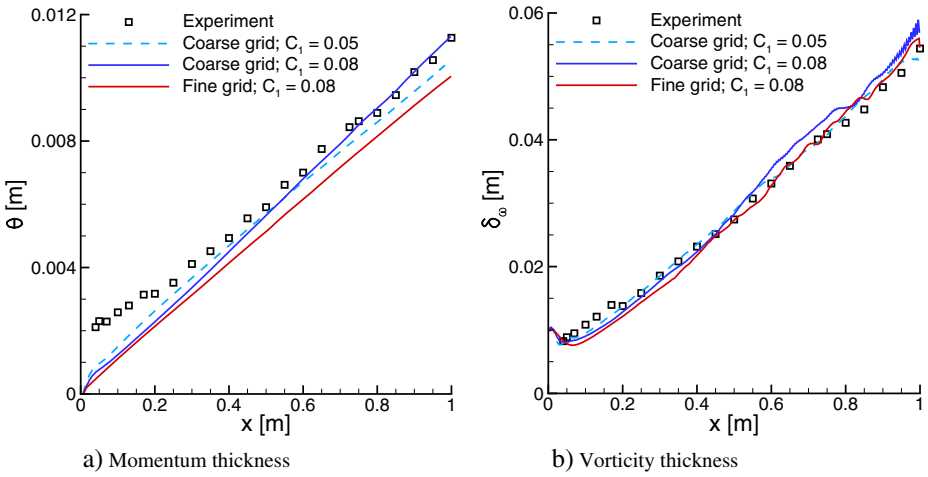 0.012
Experiment
Coarse grid; C₁ = 0.05
Coarse grid; C₁ = 0.08
Fine grid; C₁ = 0.08
0.008
θ [m]
0.004
0
0 0.2 0.4 0.6 0.8 1
x [m]
a) Momentum thickness
0.06
Experiment
Coarse grid; C₁ = 0.05
Coarse grid; C₁ = 0.08
Fine grid; C₁ = 0.08
0.04
δω [m]
0.02
0
0 0.2 0.4 0.6 0.8 1
x [m]
b) Vorticity thickness